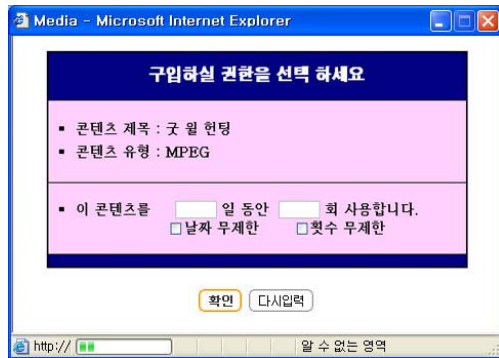 Media - Microsoft Internet Explorer
구입하실 권한을 선택 하세요
▪ 콘텐츠 제목 : 굿 윌 헌팅
▪ 콘텐츠 유형 : MPEG
▪ 이 콘텐츠를 일 동안 회 사용합니다.
날짜 무제한 횟수 무제한
확인 다시입력
http:// 알 수 없는 영역